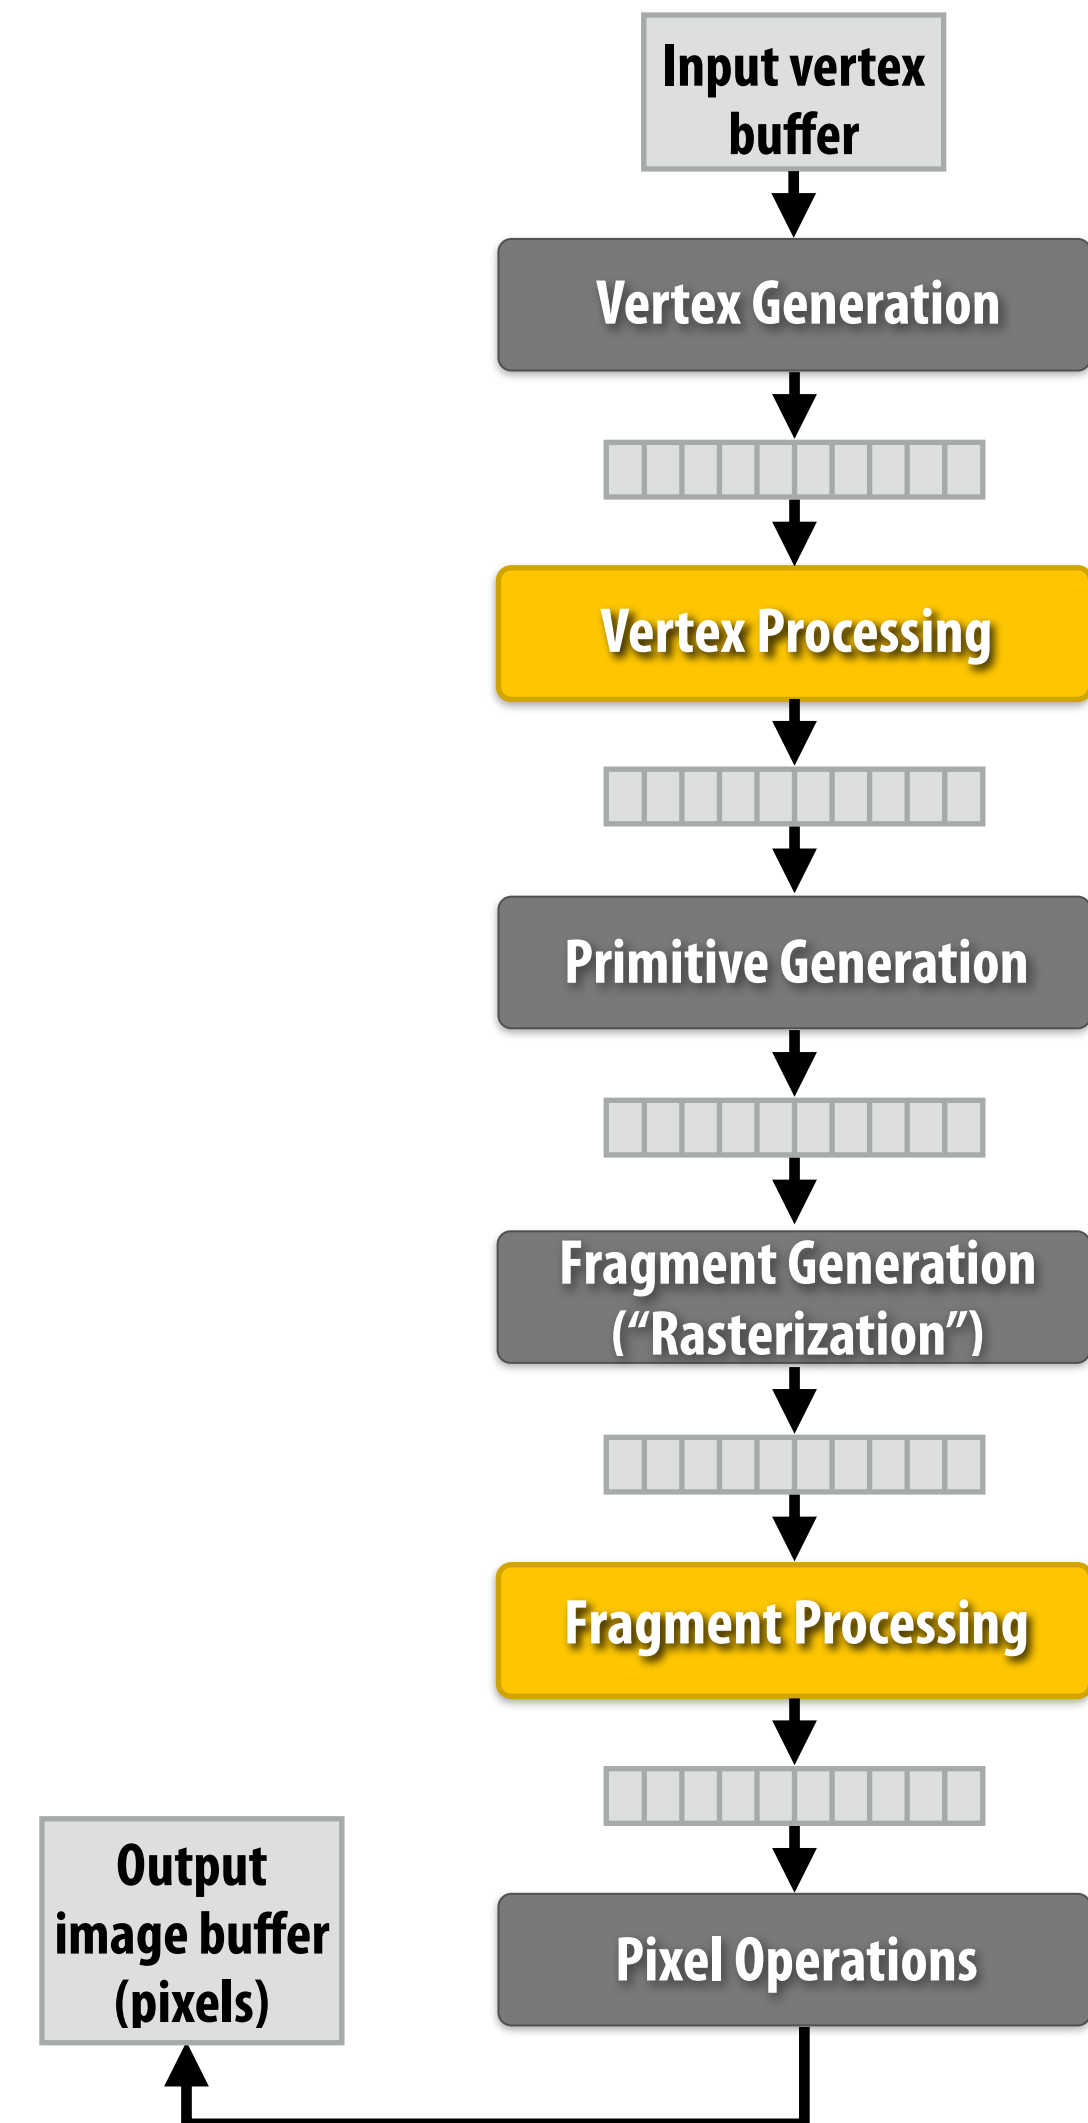 Input vertex
buffer
Vertex Generation
Vertex Processing
Primitive Generation
Fragment Generation
(“Rasterization”)
Fragment Processing
Pixel Operations
Output
image buffer
(pixels)